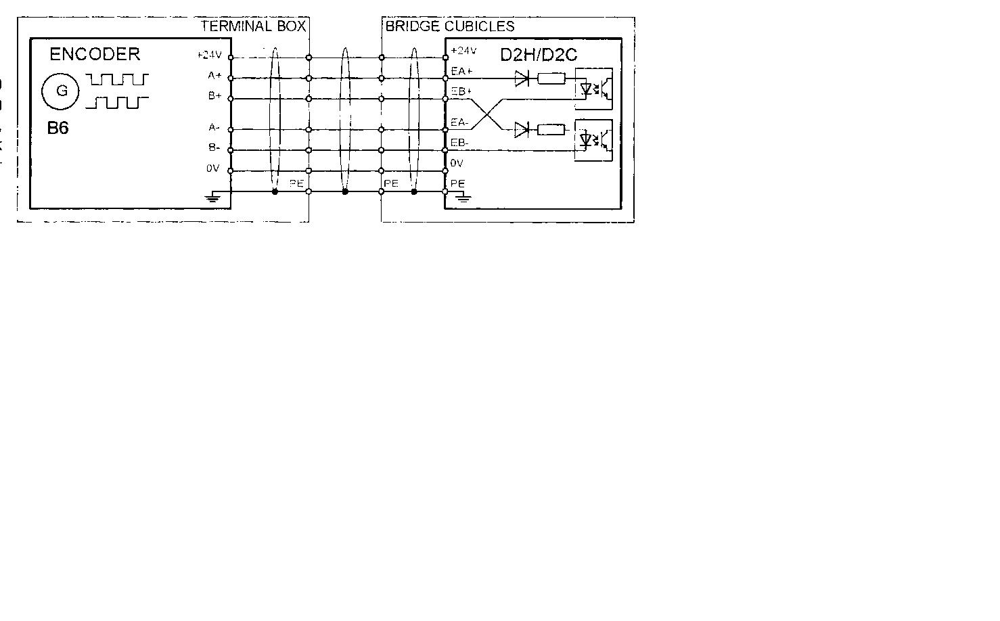 TERMINAL BOX
BRIDGE CUBICLES
ENCODER
+24V
+24V
D2H/D2C
A+
EA+
G
B+
EB+
B6
A-
EA-
B-
EB-
0V
0V
PE
PE
PE